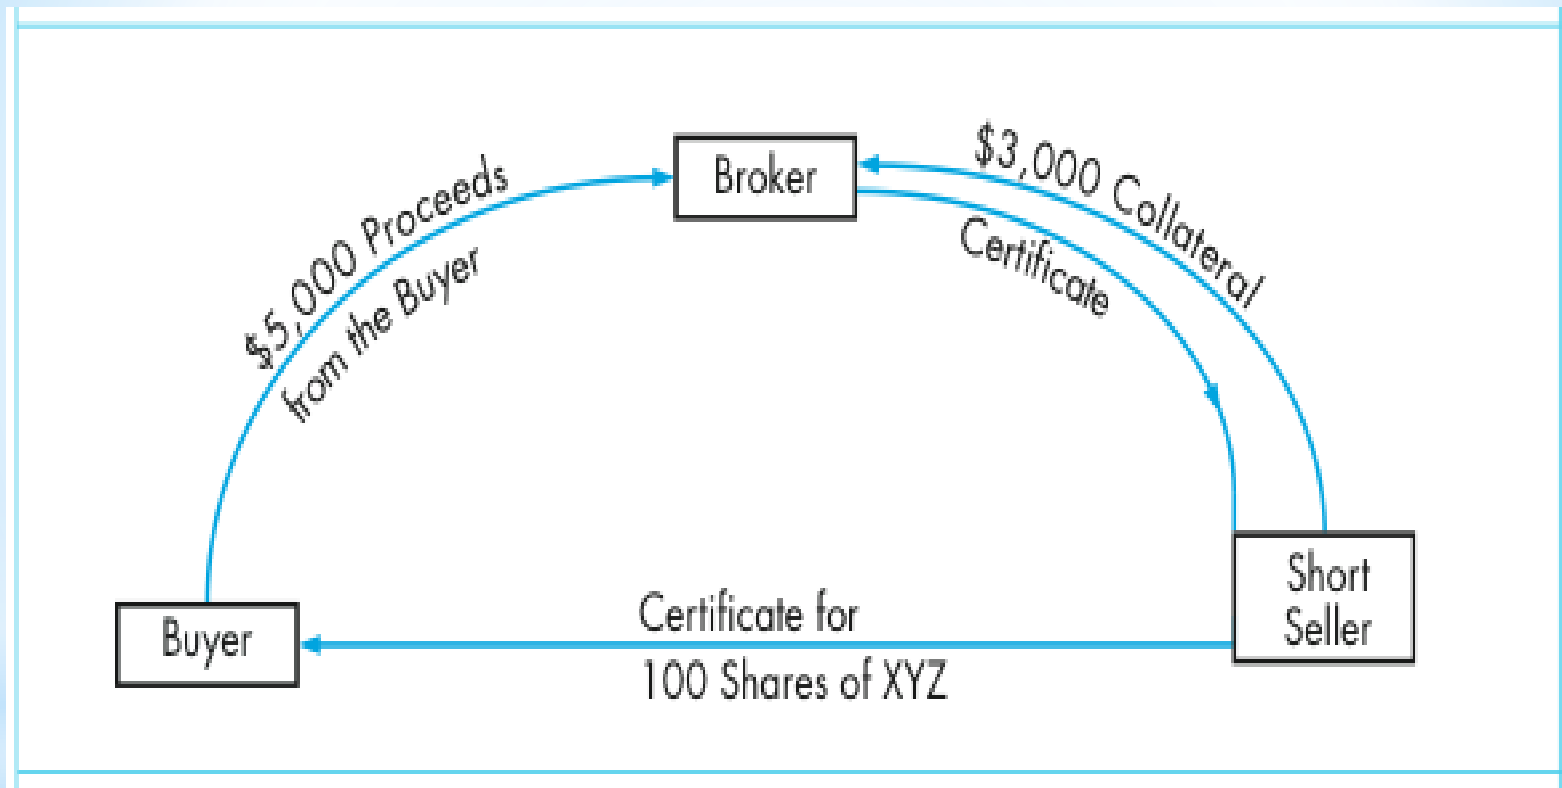 $5,000 Proceeds
from the Buyer
Broker
$3,000 Collateral
Certificate
Short
Seller
Buyer
Certificate for
100 Shares of XYZ